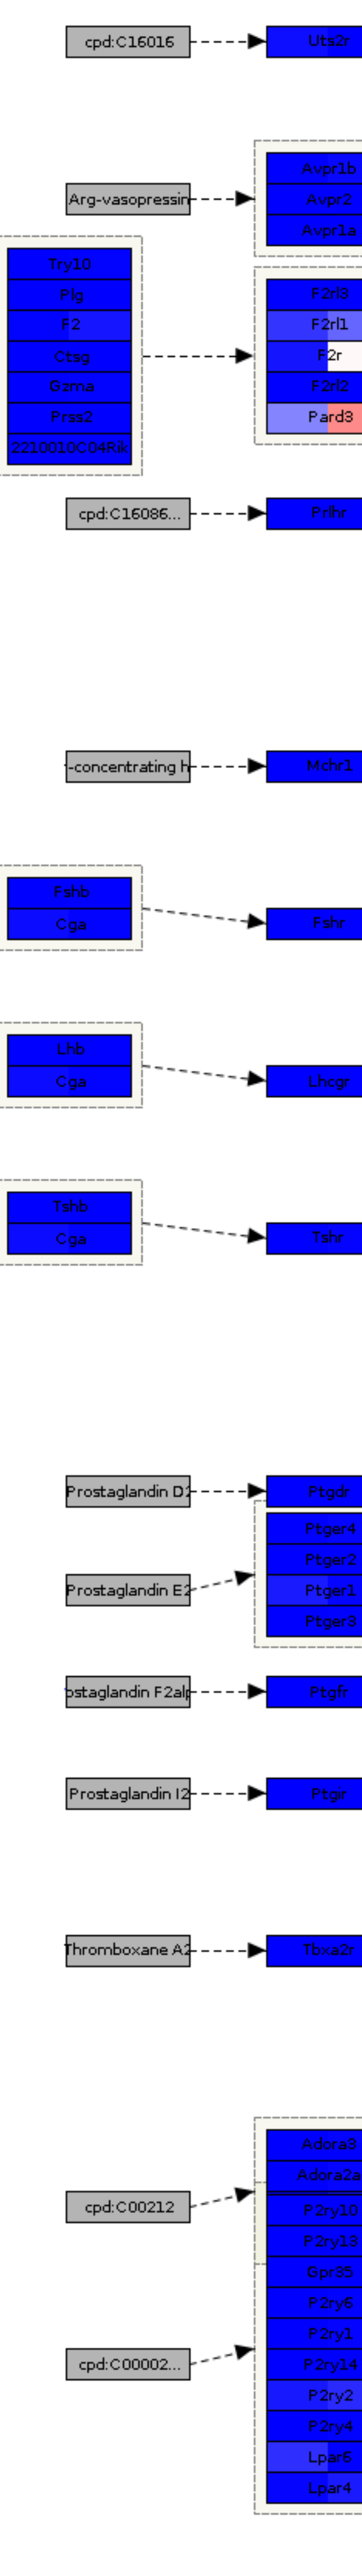 cpd:C16016
Uts2r
Avpr1b
Arg-vasopressin
Avpr2
Avpr1a
Try10
Plg
F2
Ctsg
Gzma
Prss2
2210010C04Rik
F2rl3
F2rl1
F2r
F2rl2
Pard3
cpd:C16086...
Prlhr
-concentrating h
Mchr1
Fshb
Cga
Fshr
Lhb
Cga
Lhcgr
Tshb
Cga
Tshr
Prostaglandin D2
Ptgdr
Ptger4
Ptger2
Prostaglandin E2
Ptger1
Ptger3
ostaglandin F2alp
Ptgfr
Prostaglandin I2
Ptgir
Thromboxane A2
Tbxa2r
Adora3
Adora2a
cpd:C00212
P2ry10
P2ry13
Gpr35
P2ry6
P2ry1
cpd:C00002...
P2ry14
P2ry2
P2ry4
Lpar6
Lpar4